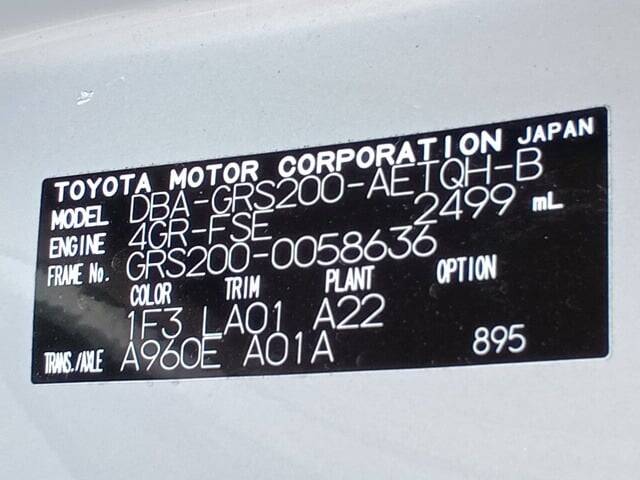 TOYOTA MOTOR CORPORATION JAPAN
MODEL DBA-GRS200-AETQH-B
ENGINE 4GR-FSE 2499 mL
FRAME No. GRS200-0058636
COLOR TRIM PLANT OPTION
1F3 LA01 A22
TRANS./AXLE A960E A01A 895